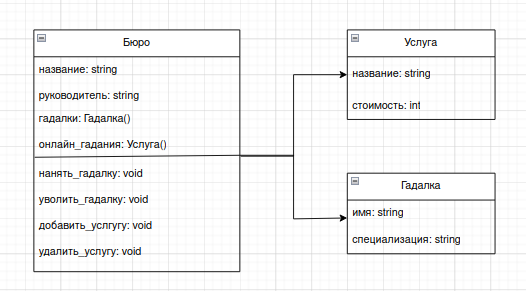 Бюро
название: string
руководитель: string
гадалки: Гадалка()
онлайн_гадания: Услуга()
нанять_гадалку: void
уволить_гадалку: void
добавить_услгугу: void
удалить_услугу: void
Услуга
название: string
стоимость: int
Гадалка
имя: string
специализация: string